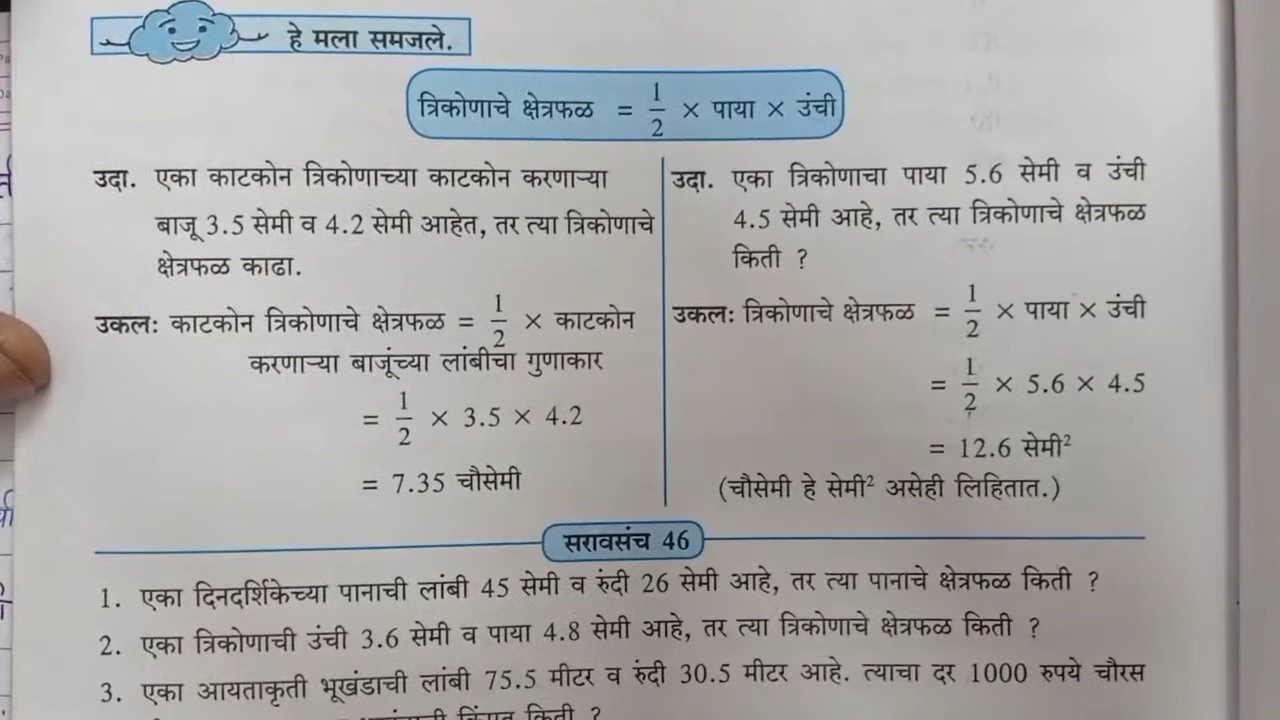 हे मला समजले.
त्रिकोणाचे क्षेत्रफळ = 1/2 × पाया × उंची
उदा. एका काटकोन त्रिकोणाच्या काटकोन करणाऱ्या
बाजू 3.5 सेमी व 4.2 सेमी आहेत, तर त्या त्रिकोणाचे
क्षेत्रफळ काढा.
उकलः काटकोन त्रिकोणाचे क्षेत्रफळ = 1/2 × काटकोन
करणाऱ्या बाजूंच्या लांबीचा गुणाकार
= 1/2 × 3.5 × 4.2
= 7.35 चौसेमी
उदा. एका त्रिकोणाचा पाया 5.6 सेमी व उंची
4.5 सेमी आहे, तर त्या त्रिकोणाचे क्षेत्रफळ
किती ?
उकलः त्रिकोणाचे क्षेत्रफळ = 1/2 × पाया × उंची
= 1/2 × 5.6 × 4.5
= 12.6 सेमी²
(चौसेमी हे सेमी² असेही लिहितात.)
सरावसंच 46
1. एका दिनदर्शिकेच्या पानाची लांबी 45 सेमी व रुंदी 26 सेमी आहे, तर त्या पानाचे क्षेत्रफळ किती ?
2. एका त्रिकोणाची उंची 3.6 सेमी व पाया 4.8 सेमी आहे, तर त्या त्रिकोणाचे क्षेत्रफळ किती ?
3. एका आयताकृती भूखंडाची लांबी 75.5 मीटर व रुंदी 30.5 मीटर आहे. त्याचा दर 1000 रुपये चौरस
किती ?